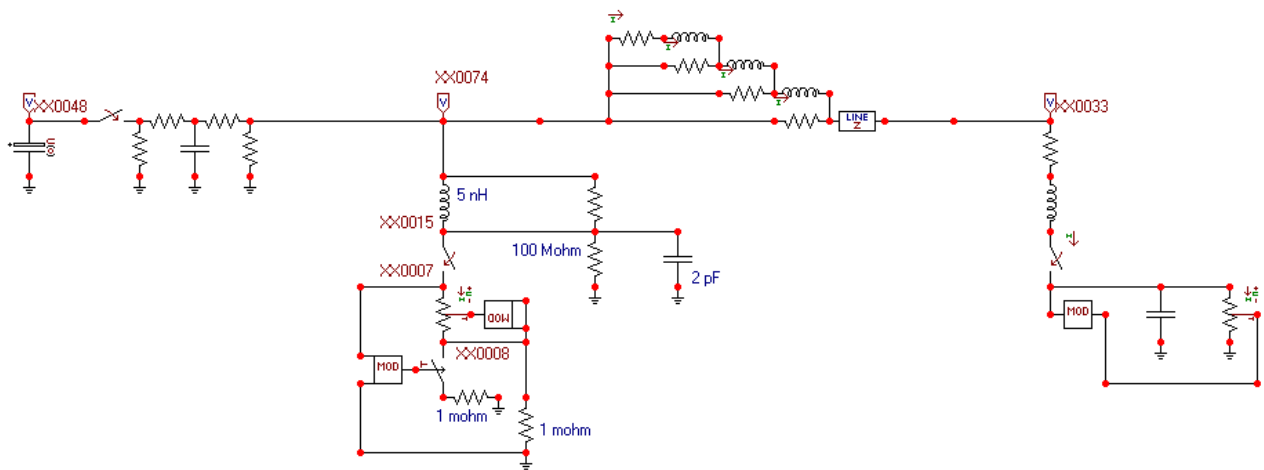 XX0074
XX0048
V
V
V
XX0033
U(0)
+
I
I
I
I
LINE
Z
5 nH
XX0015
100 Mohm
2 pF
XX0007
I
+U-
I
T
MOD
XX0008
MOD
T
1 mohm
1 mohm
MOD
+U-
I
T